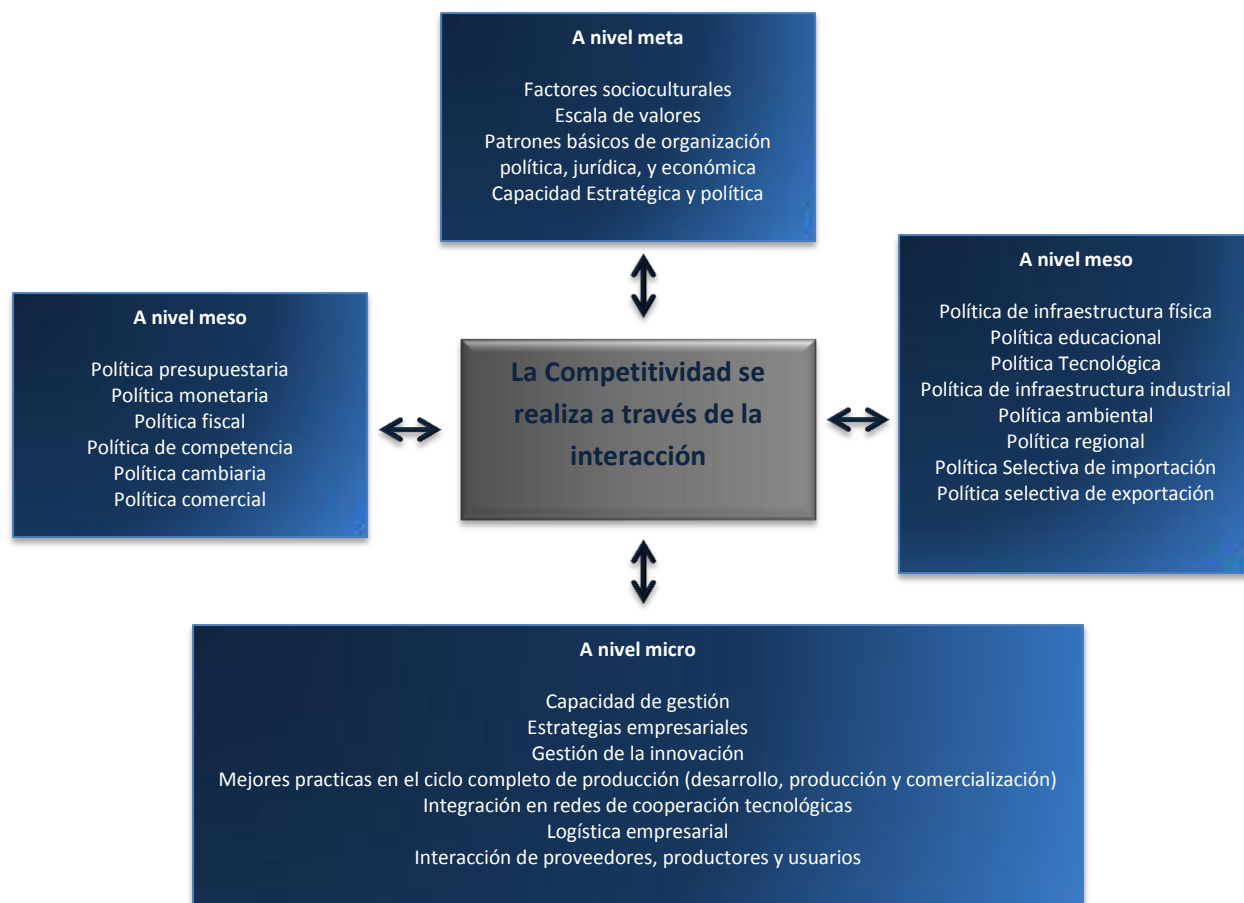 A nivel meta
Factores socioculturales
Escala de valores
Patrones básicos de organización
política, jurídica, y económica
Capacidad Estratégica y política
A nivel meso
Política presupuestaria
Política monetaria
Política fiscal
Política de competencia
Política cambiaria
Política comercial
La Competitividad se
realiza a través de la
interacción
A nivel meso
Política de infraestructura física
Política educacional
Política Tecnológica
Política de infraestructura industrial
Política ambiental
Política regional
Política Selectiva de importación
Política selectiva de exportación
A nivel micro
Capacidad de gestión
Estrategias empresariales
Gestión de la innovación
Mejores practicas en el ciclo completo de producción (desarrollo, producción y comercialización)
Integración en redes de cooperación tecnológicas
Logística empresarial
Interacción de proveedores, productores y usuarios